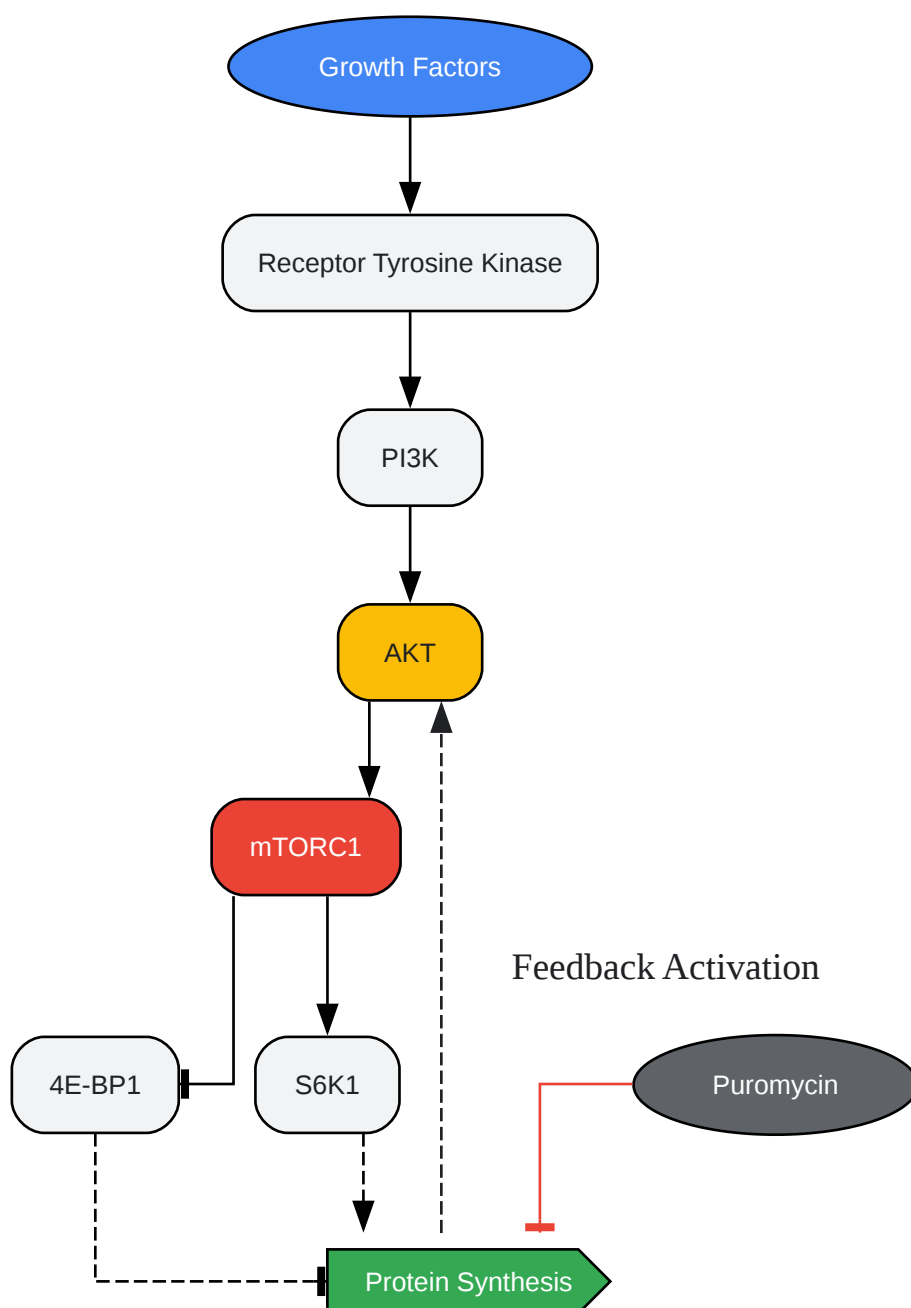 Growth Factors
Receptor Tyrosine Kinase
PI3K
AKT
mTORC1
Feedback Activation
4E-BP1
S6K1
Puromycin
Protein Synthesis